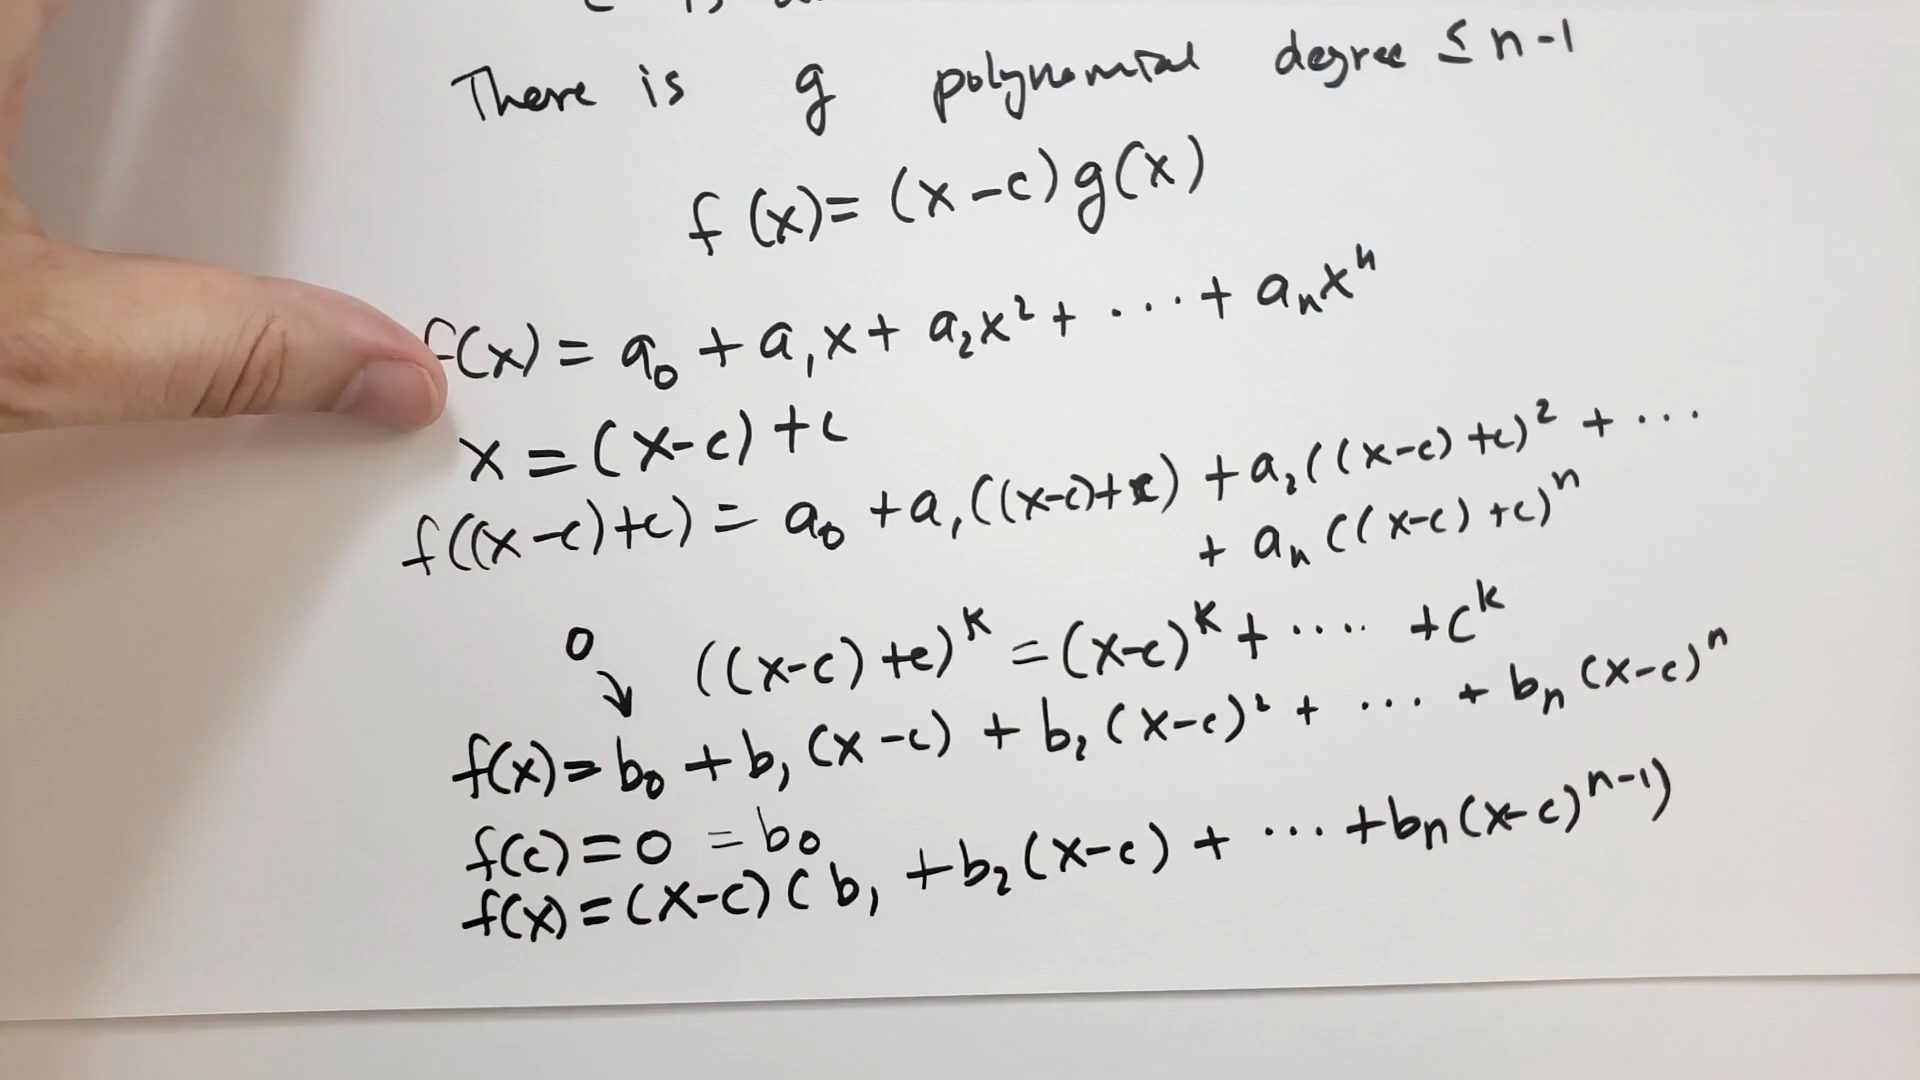 is
There is g polynomial degree ≤ n-1
f(x) = (x-c) g(x)
f(x) = a₀ + a₁x + a₂x² + ··· + aₙxⁿ
x = (x-c) + c
f((x-c)+c) = a₀ + a₁((x-c)+c) + a₂((x-c)+c)² + ···
+ aₙ((x-c)+c)ⁿ
0
((x-c)+c)ᵏ = (x-c)ᵏ + ···· + cᵏ
↘
f(x) = b₀ + b₁(x-c) + b₂(x-c)² + ··· + bₙ(x-c)ⁿ
f(c) = 0 = b₀
f(x) = (x-c)(b₁ + b₂(x-c) + ··· + bₙ(x-c)ⁿ⁻¹)